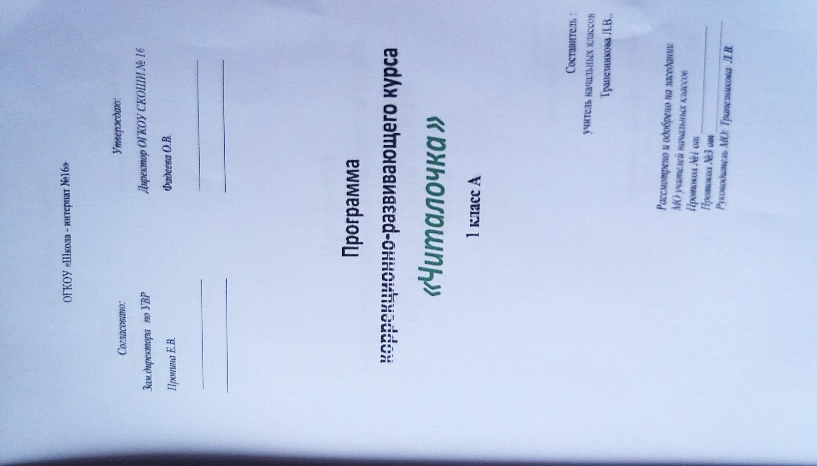 ОГКОУ «Школа - интернат №16»
Согласовано:
Утверждаю:
Зам.директора по УВР
Директор ОГКОУ СКОШИ № 16
Пронина Е.В.
Фадеева О.В.
Программа
коррекционно-развивающего курса
«Читалочка»
1 класс А
Составитель :
учитель начальных классов
Трапезникова Л.В..
Рассмотрено и одобрено на заседании
МО учителей начальных классов
Протокол №1 от
Протокол №3 от
Руководитель МО: Трапезникова Л.В.